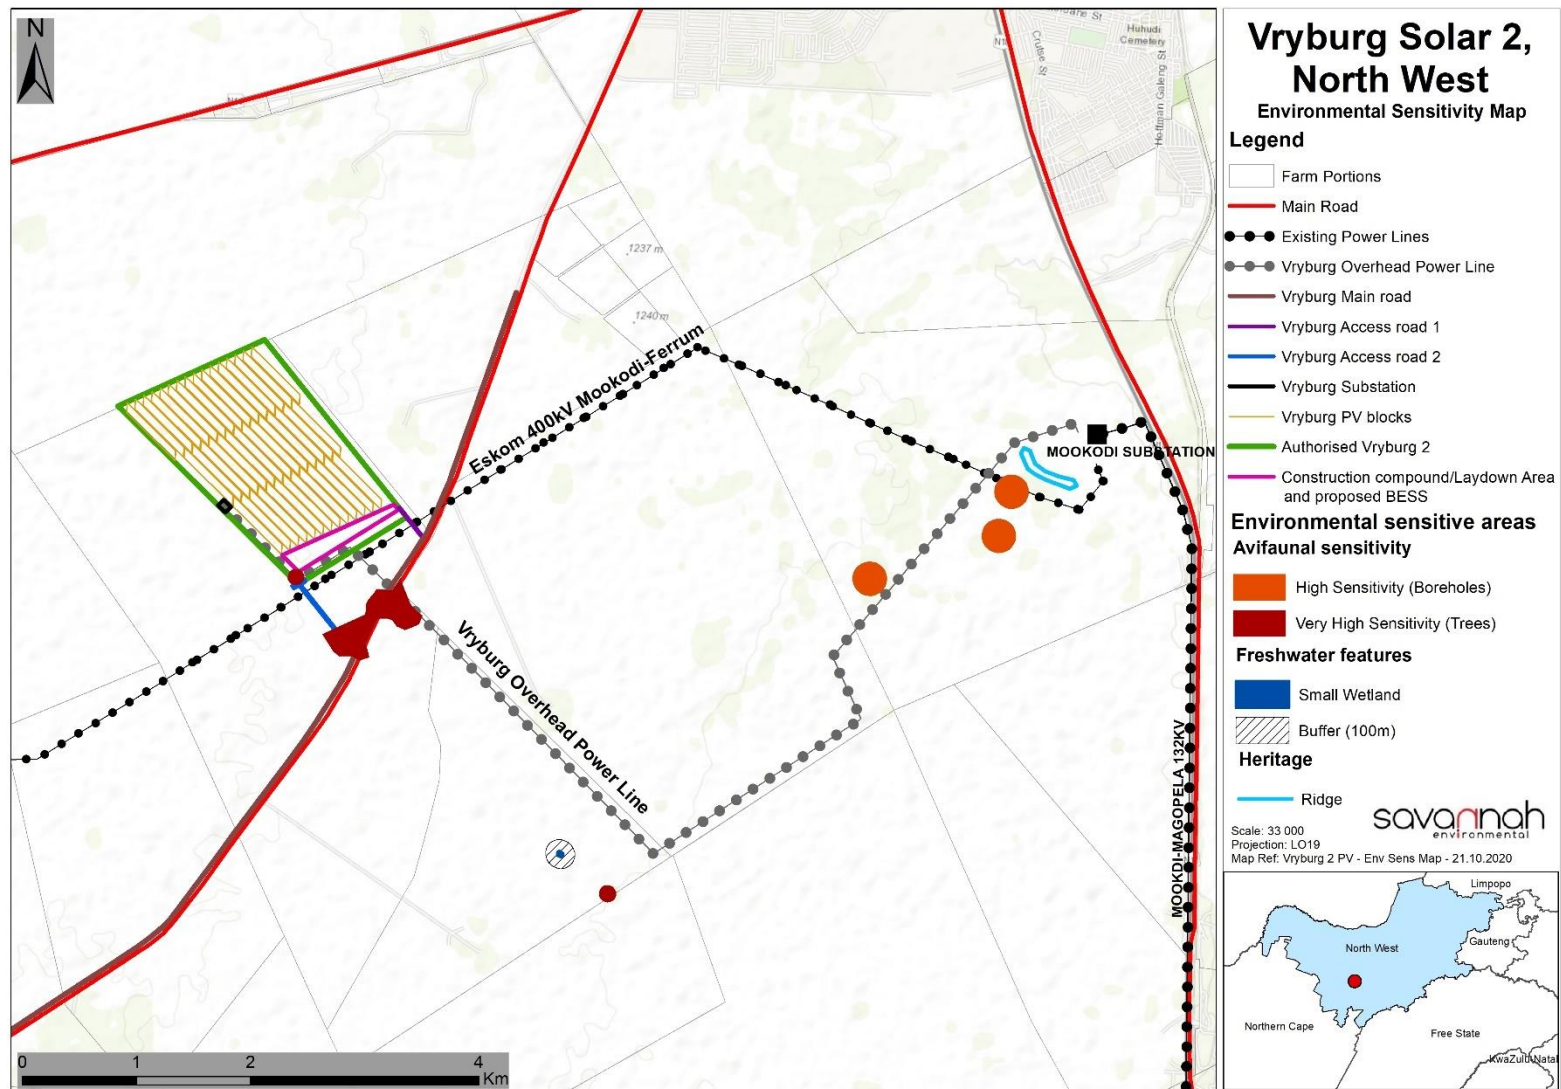 N
Vryburg Solar 2,
North West
Environmental Sensitivity Map
Legend
Farm Portions
Main Road
Existing Power Lines
Vryburg Overhead Power Line
Vryburg Main road
Vryburg Access road 1
Vryburg Access road 2
Vryburg Substation
Vryburg PV blocks
Authorised Vryburg 2
Construction compound/Laydown Area
and proposed BESS
Environmental sensitive areas
Avifaunal sensitivity
High Sensitivity (Boreholes)
Very High Sensitivity (Trees)
Freshwater features
Small Wetland
Buffer (100m)
Heritage
Ridge
savannah
environmental
Scale: 33 000
Projection: LO19
Map Ref: Vryburg 2 PV - Env Sens Map - 21.10.2020
Limpopo
North West
Gauteng
Northern Cape
Free State
KwaZulu-Natal
Huhudi
Cemetery
Crutse St
Hoffman Galeng St
1237 m
1240 m
Eskom 400kV Mookodi-Ferrum
MOOKODI SUBSTATION
Vryburg Overhead Power Line
MOOKDI-MAGOPELA 132KV
0 1 2 4
Km